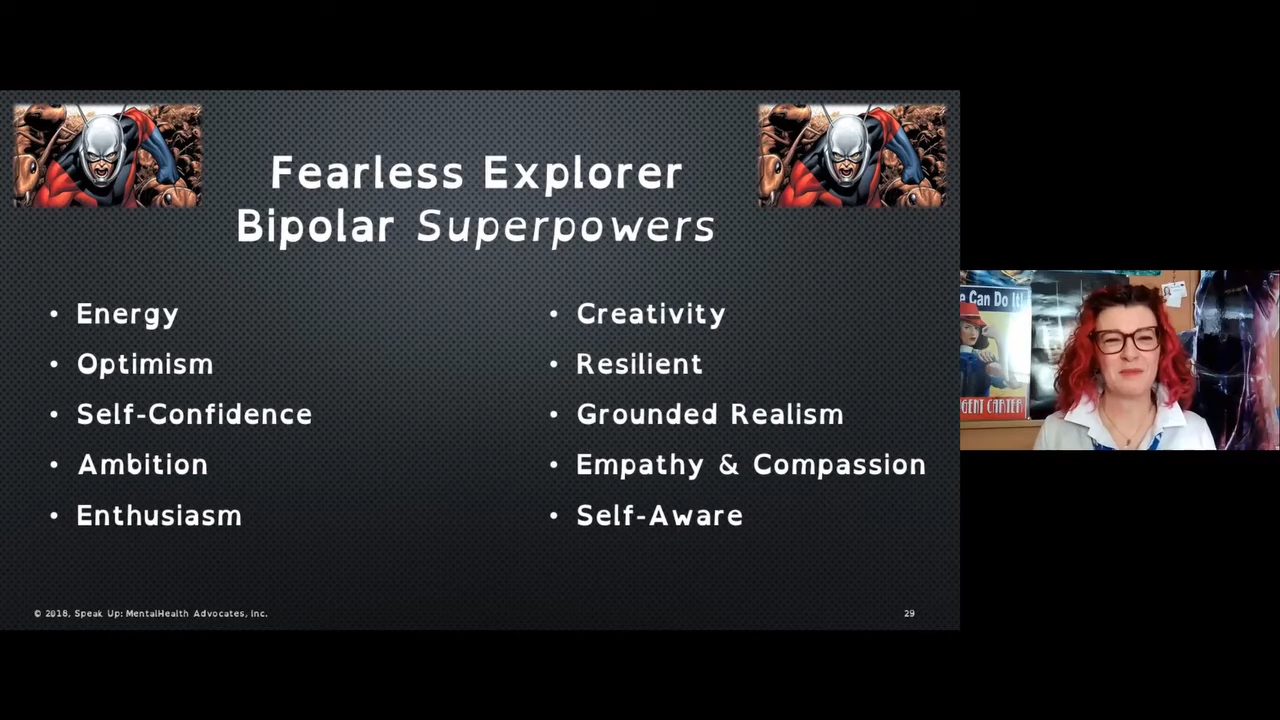 Fearless Explorer
Bipolar Superpowers
• Energy
• Optimism
• Self-Confidence
• Ambition
• Enthusiasm
• Creativity
• Resilient
• Grounded Realism
• Empathy & Compassion
• Self-Aware
© 2018, Speak Up: MentalHealth Advocates, Inc.
29
e Can Do It!
GENT CARTER